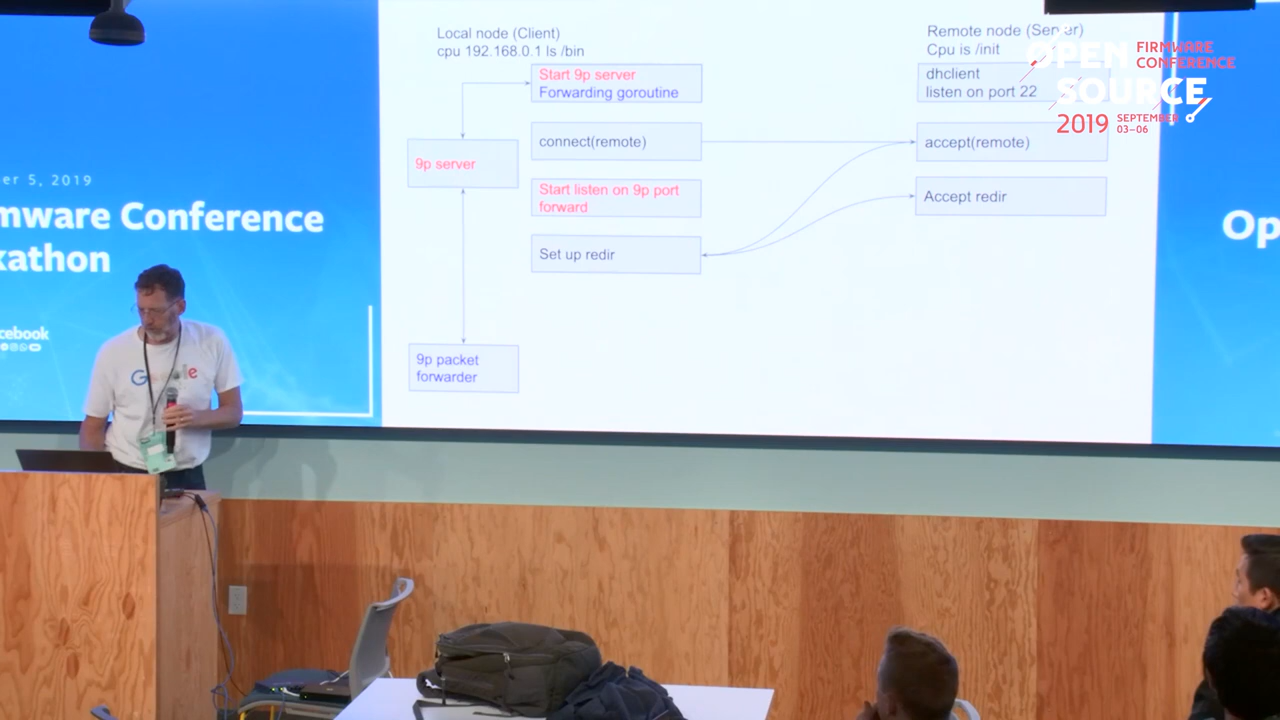 er 5, 2019
mware Conference
kathon
cebook
Local node (Client)
cpu 192.168.0.1 ls /bin
Start 9p server
Forwarding goroutine
9p server
connect(remote)
Start listen on 9p port
forward
Set up redir
9p packet
forwarder
Remote node (Server)
Cpu is /init
dhclient
listen on port 22
accept(remote)
Accept redir
OPEN
SOURCE
FIRMWARE
CONFERENCE
2019
SEPTEMBER
03–06
Op